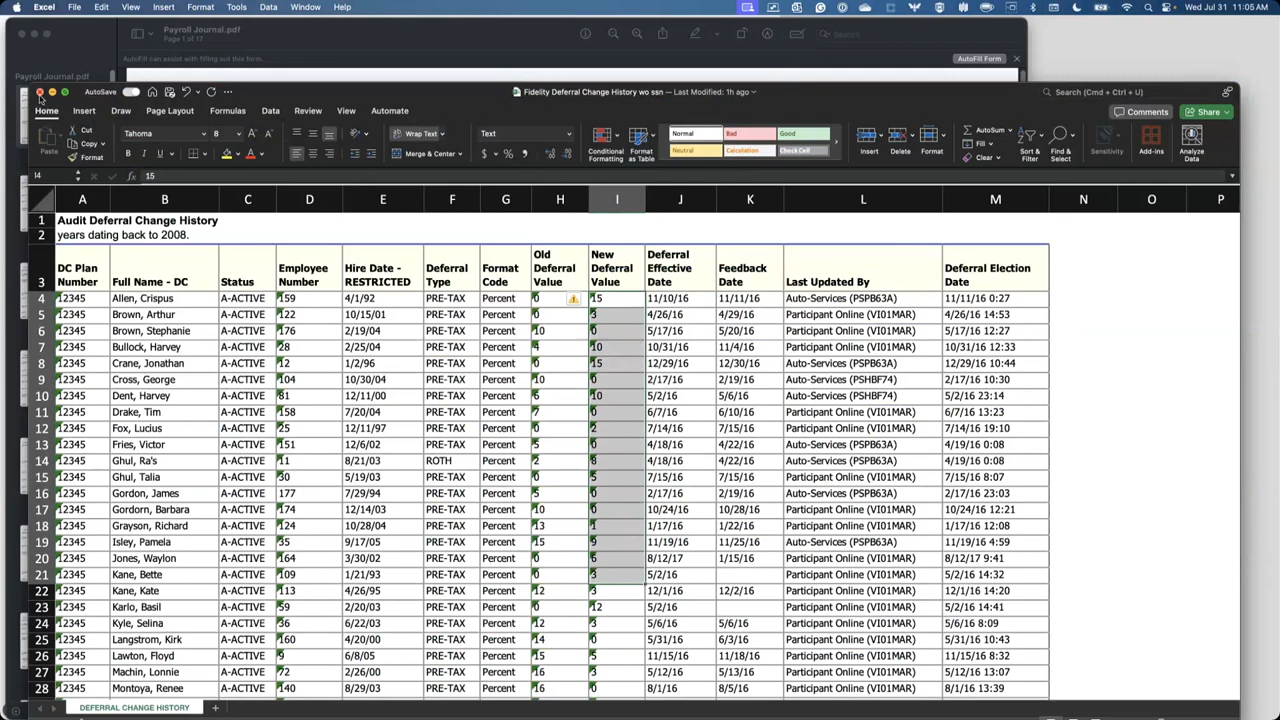 Excel File Edit View Insert Format Tools Data Window Help Wed Jul 31 11:05 AM
Payroll Journal.pdf
Page 1 of 17
Search
Payroll Journal.pdf
AutoFill can assist with filling out this form.
AutoFill Form
AutoSave
Fidelity Deferral Change History wo ssn — Last Modified: 1h ago
Search (Cmd + Ctrl + U)
Home Insert Draw Page Layout Formulas Data Review View Automate
Comments Share
Paste
Cut
Copy
Format
Tahoma 8
Wrap Text
Merge & Center
Text
Conditional Formatting
Format as Table
Normal Bad Good
Neutral Calculation Check Cell
Insert Delete Format
AutoSum
Fill
Clear
Sort & Filter
Find & Select
Sensitivity
Add-ins
Analyze Data
I4 fx 15
A B C D E F G H I J K L M N O P
1 Audit Deferral Change History
2 years dating back to 2008.
3 DC Plan Number Full Name - DC Status Employee Number Hire Date - RESTRICTED Deferral Type Format Code Old Deferral Value New Deferral Value Deferral Effective Date Feedback Date Last Updated By Deferral Election Date
4 12345 Allen, Crispus A-ACTIVE 159 4/1/92 PRE-TAX Percent 0 15 11/10/16 11/11/16 Auto-Services (PSPB63A) 11/11/16 0:27
5 12345 Brown, Arthur A-ACTIVE 122 10/15/01 PRE-TAX Percent 0 3 4/26/16 4/29/16 Participant Online (VI01MAR) 4/26/16 14:53
6 12345 Brown, Stephanie A-ACTIVE 176 2/19/04 PRE-TAX Percent 10 0 5/17/16 5/20/16 Participant Online (VI01MAR) 5/17/16 12:27
7 12345 Bullock, Harvey A-ACTIVE 28 2/25/04 PRE-TAX Percent 4 10 10/31/16 11/4/16 Participant Online (VI01MAR) 10/31/16 12:33
8 12345 Crane, Jonathan A-ACTIVE 12 1/2/96 PRE-TAX Percent 0 15 12/29/16 12/30/16 Auto-Services (PSPB63A) 12/29/16 10:44
9 12345 Cross, George A-ACTIVE 104 10/30/04 PRE-TAX Percent 10 0 2/17/16 2/19/16 Auto-Services (PSHBF74) 2/17/16 10:30
10 12345 Dent, Harvey A-ACTIVE 81 12/11/00 PRE-TAX Percent 6 10 5/2/16 5/6/16 Auto-Services (PSHBF74) 5/2/16 23:14
11 12345 Drake, Tim A-ACTIVE 158 7/20/04 PRE-TAX Percent 7 0 6/7/16 6/10/16 Participant Online (VI01MAR) 6/7/16 13:23
12 12345 Fox, Lucius A-ACTIVE 25 12/11/97 PRE-TAX Percent 0 2 7/14/16 7/15/16 Participant Online (VI01MAR) 7/14/16 19:10
13 12345 Fries, Victor A-ACTIVE 151 12/6/02 PRE-TAX Percent 5 0 4/18/16 4/22/16 Auto-Services (PSPB63A) 4/19/16 0:08
14 12345 Ghul, Ra's A-ACTIVE 11 8/21/03 ROTH Percent 2 8 4/18/16 4/22/16 Auto-Services (PSPB63A) 4/19/16 0:08
15 12345 Ghul, Talia A-ACTIVE 30 5/19/03 PRE-TAX Percent 0 5 7/15/16 7/15/16 Participant Online (VI01MAR) 7/15/16 8:07
16 12345 Gordon, James A-ACTIVE 177 7/29/94 PRE-TAX Percent 5 0 2/17/16 2/19/16 Auto-Services (PSPB63A) 2/17/16 23:03
17 12345 Gordorn, Barbara A-ACTIVE 174 12/14/03 PRE-TAX Percent 10 0 10/24/16 10/28/16 Participant Online (VI01MAR) 10/24/16 12:21
18 12345 Grayson, Richard A-ACTIVE 124 10/28/04 PRE-TAX Percent 13 1 1/17/16 1/22/16 Participant Online (VI01MAR) 1/17/16 12:08
19 12345 Isley, Pamela A-ACTIVE 35 9/17/05 PRE-TAX Percent 15 9 11/19/16 11/25/16 Auto-Services (PSPB63A) 11/19/16 4:59
20 12345 Jones, Waylon A-ACTIVE 164 3/30/02 PRE-TAX Percent 0 6 8/12/17 1/15/16 Participant Online (VI01MAR) 8/12/17 9:41
21 12345 Kane, Bette A-ACTIVE 109 1/21/93 PRE-TAX Percent 0 3 5/2/16 Participant Online (VI01MAR) 5/2/16 14:32
22 12345 Kane, Kate A-ACTIVE 113 4/26/95 PRE-TAX Percent 12 3 12/1/16 12/2/16 Participant Online (VI01MAR) 12/1/16 14:20
23 12345 Karlo, Basil A-ACTIVE 59 2/20/03 PRE-TAX Percent 0 12 5/2/16 Participant Online (VI01MAR) 5/2/16 14:41
24 12345 Kyle, Selina A-ACTIVE 36 6/22/03 PRE-TAX Percent 12 3 5/6/16 5/6/16 Participant Online (VI01MAR) 5/6/16 8:09
25 12345 Langstrom, Kirk A-ACTIVE 160 4/20/00 PRE-TAX Percent 14 0 5/31/16 6/3/16 Participant Online (VI01MAR) 5/31/16 10:43
26 12345 Lawton, Floyd A-ACTIVE 9 6/8/05 PRE-TAX Percent 15 5 11/15/16 11/18/16 Participant Online (VI01MAR) 11/15/16 8:32
27 12345 Machin, Lonnie A-ACTIVE 72 2/26/00 PRE-TAX Percent 16 3 5/12/16 5/13/16 Participant Online (VI01MAR) 5/12/16 13:07
28 12345 Montoya, Renee A-ACTIVE 140 8/29/03 PRE-TAX Percent 16 0 8/1/16 8/5/16 Participant Online (VI01MAR) 8/1/16 13:39
DEFERRAL CHANGE HISTORY